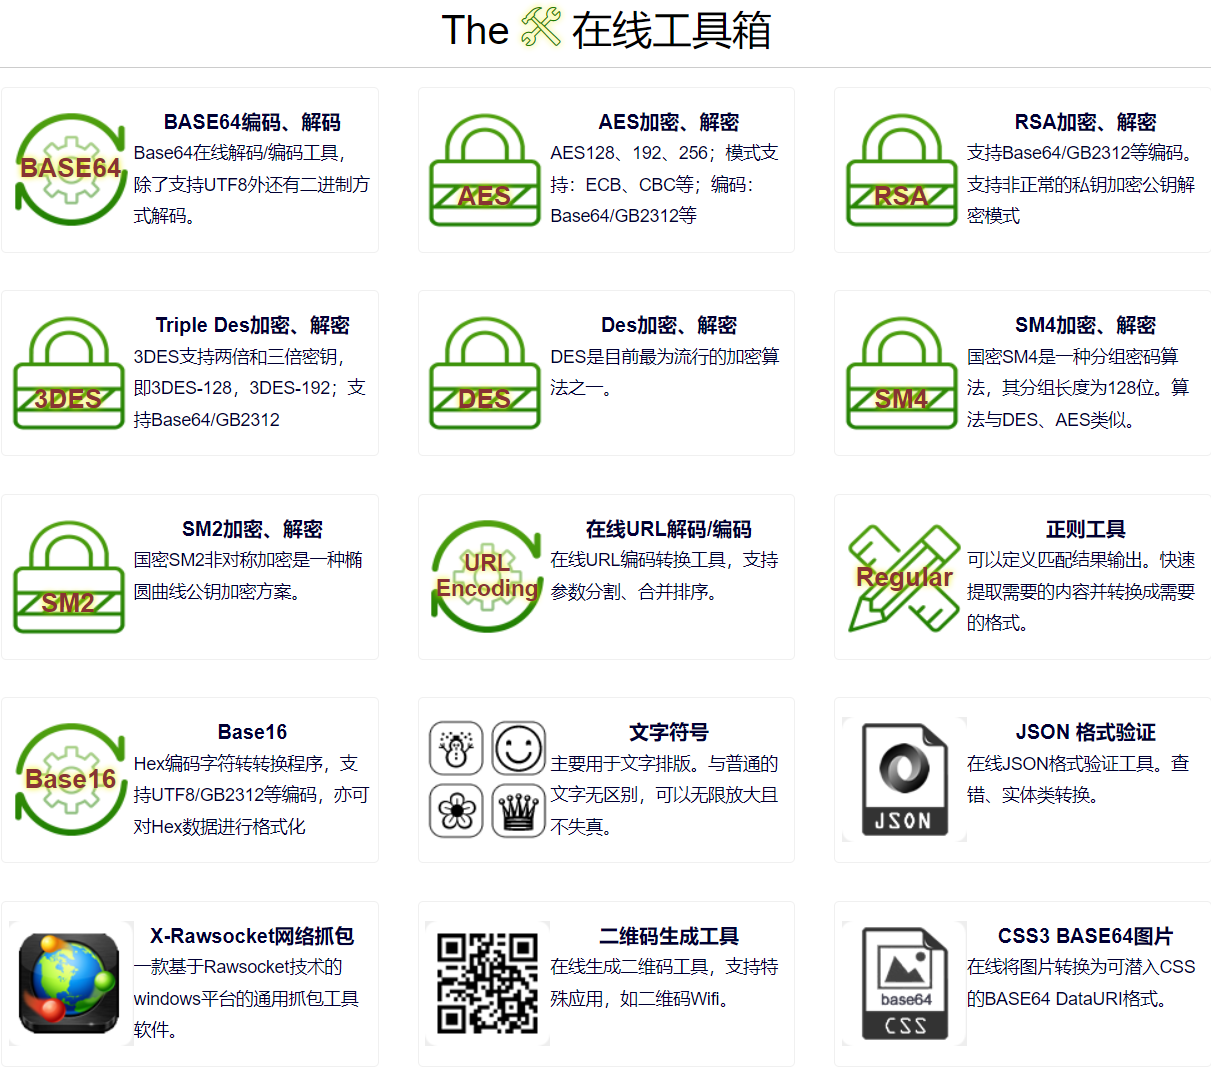 The 在线工具箱
BASE64
BASE64编码、解码
Base64在线解码/编码工具，
除了支持UTF8外还有二进制方
式解码。
AES
AES加密、解密
AES128、192、256；模式支
持：ECB、CBC等；编码：
Base64/GB2312等
RSA
RSA加密、解密
支持Base64/GB2312等编码。
支持非正常的私钥加密公钥解
密模式
3DES
Triple Des加密、解密
3DES支持两倍和三倍密钥，
即3DES-128，3DES-192；支
持Base64/GB2312
DES
Des加密、解密
DES是目前最为流行的加密算
法之一。
SM4
SM4加密、解密
国密SM4是一种分组密码算
法，其分组长度为128位。算
法与DES、AES类似。
SM2
SM2加密、解密
国密SM2非对称加密是一种椭
圆曲线公钥加密方案。
URL
Encoding
在线URL解码/编码
在线URL编码转换工具，支持
参数分割、合并排序。
Regular
正则工具
可以定义匹配结果输出。快速
提取需要的内容并转换成需要
的格式。
Base16
Base16
Hex编码字符转转换程序，支
持UTF8/GB2312等编码，亦可
对Hex数据进行格式化
文字符号
主要用于文字排版。与普通的
文字无区别，可以无限放大且
不失真。
JSON
JSON 格式验证
在线JSON格式验证工具。查
错、实体类转换。
X-Rawsocket网络抓包
一款基于Rawsocket技术的
windows平台的通用抓包工具
软件。
二维码生成工具
在线生成二维码工具，支持特
殊应用，如二维码Wifi。
base64
CSS
CSS3 BASE64图片
在线将图片转换为可潜入CSS
的BASE64 DataURI格式。